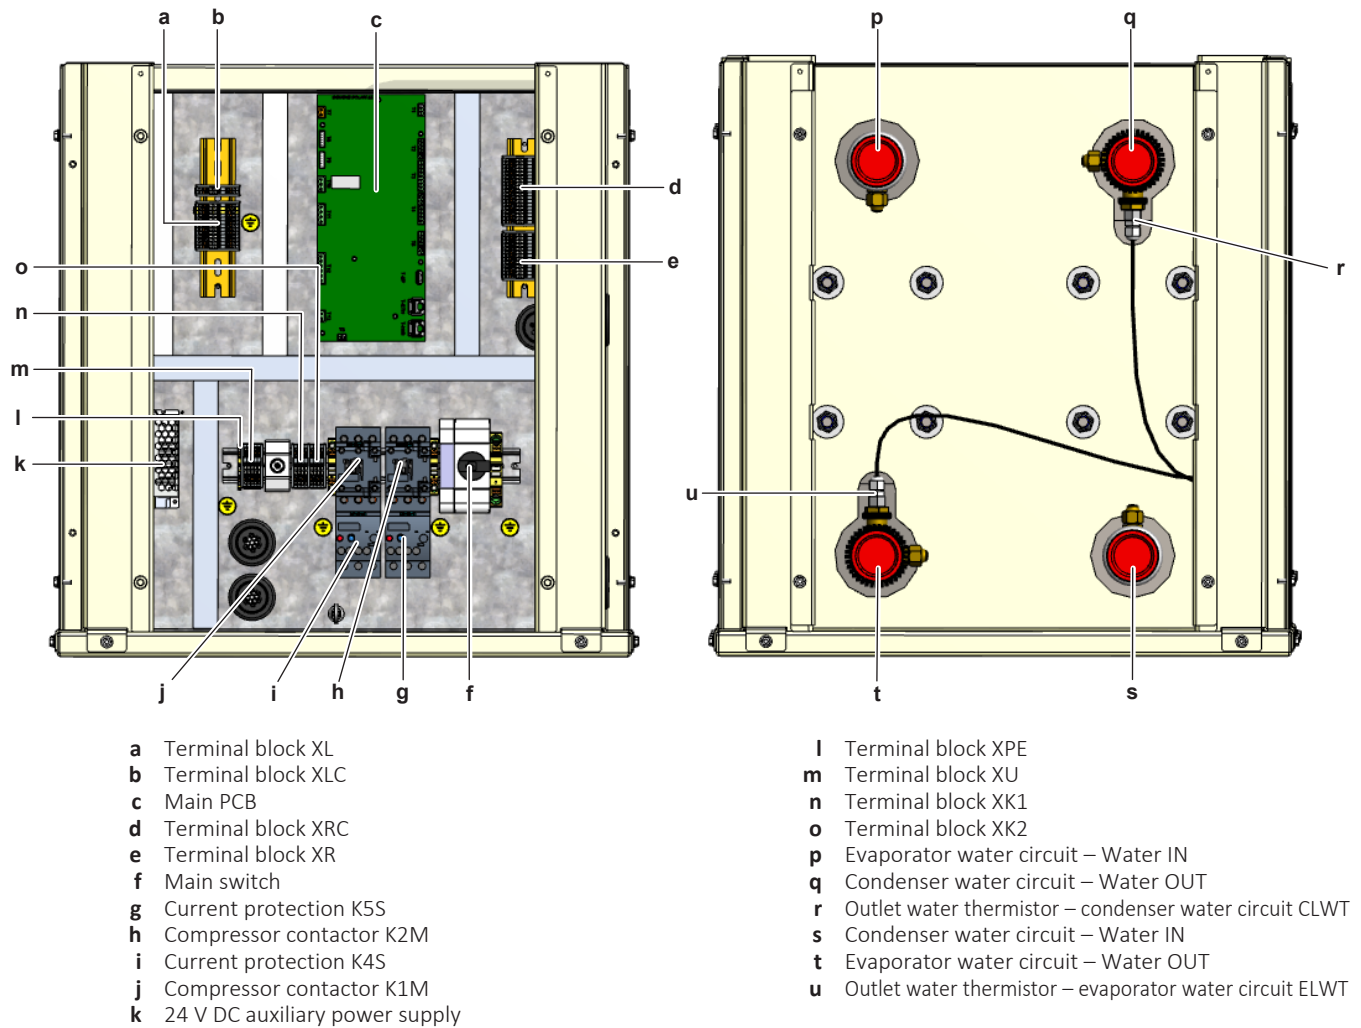 a b c
d
e
o
n
m
l
k
j i h g f
p q
r
u
t s
a Terminal block XL
b Terminal block XLC
c Main PCB
d Terminal block XRC
e Terminal block XR
f Main switch
g Current protection K5S
h Compressor contactor K2M
i Current protection K4S
j Compressor contactor K1M
k 24 V DC auxiliary power supply
l Terminal block XPE
m Terminal block XU
n Terminal block XK1
o Terminal block XK2
p Evaporator water circuit – Water IN
q Condenser water circuit – Water OUT
r Outlet water thermistor – condenser water circuit CLWT
s Condenser water circuit – Water IN
t Evaporator water circuit – Water OUT
u Outlet water thermistor – evaporator water circuit ELWT